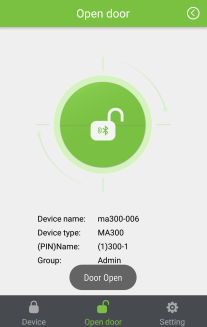 Open door
Device name: ma300-006
Device type: MA300
(PIN)Name: (1)300-1
Group: Admin
Door Open
Device Open door Setting